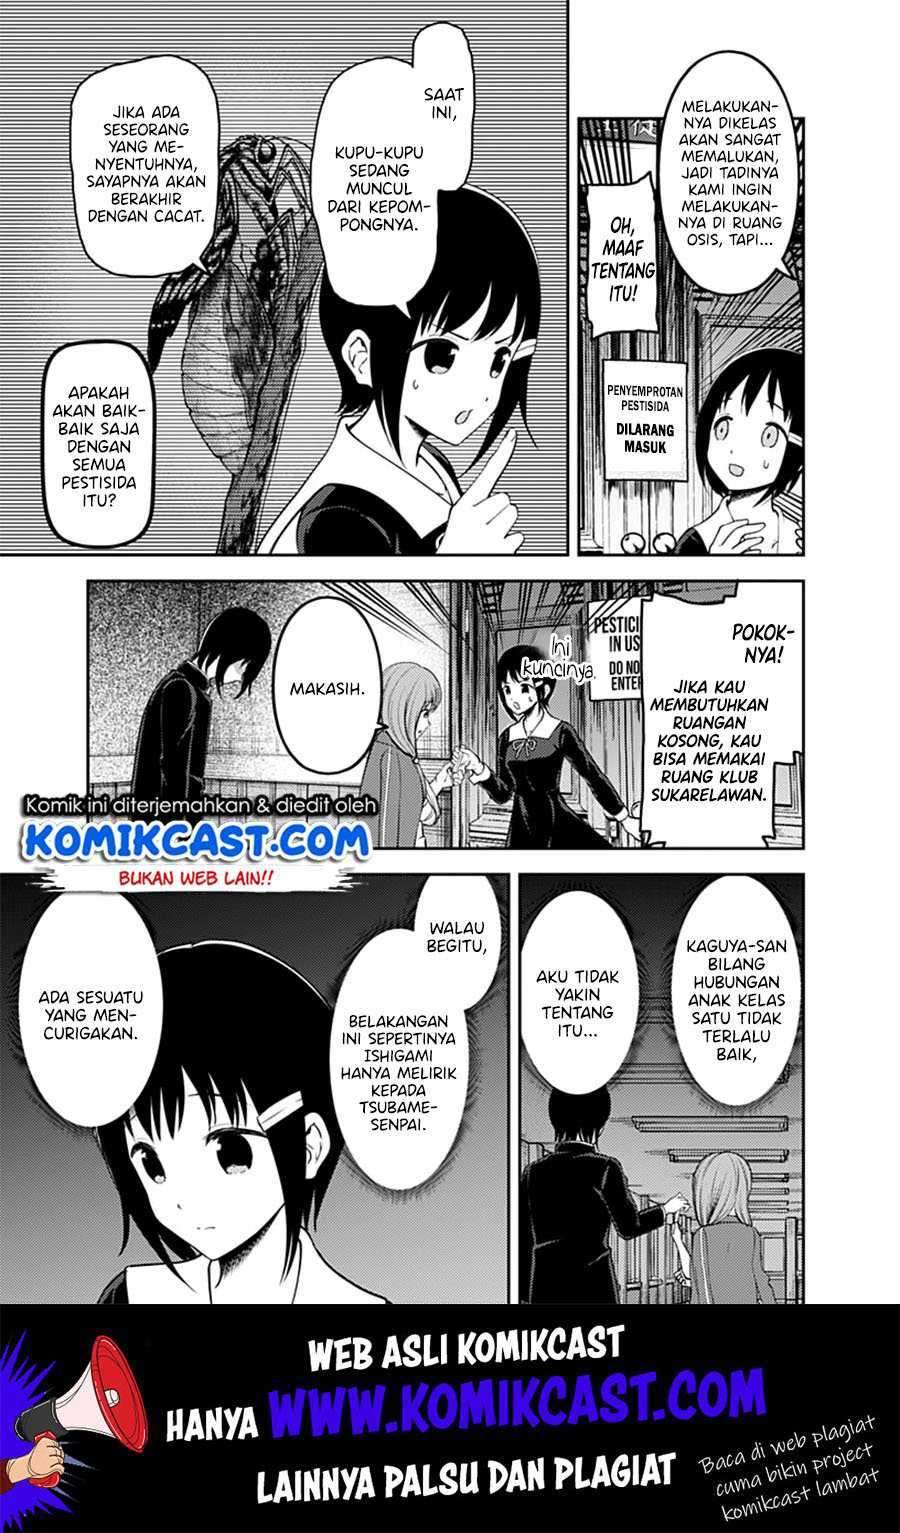 MELAKUKAN-
NYA DIKELAS
AKAN SANGAT
MEMALUKAN,
JADI TADINYA
KAMI INGIN
MELAKUKAN-
NYA DI RUANG
OSIS, TAPI...
OH,
MAAF
TENTANG
ITU!
PENYEMPROTAN
PESTISIDA
DILARANG
MASUK
SAAT
INI,
KUPU-KUPU
SEDANG
MUNCUL
DARI KEPOM-
PONGNYA.
JIKA ADA
SESEORANG
YANG ME-
NYENTUHNYA,
SAYAPNYA AKAN
BERAKHIR
DENGAN CACAT.
APAKAH
AKAN BAIK-
BAIK SAJA
DENGAN
SEMUA
PESTISIDA
ITU?
POKOK-
NYA!
JIKA KAU
MEMBUTUHKAN
RUANGAN
KOSONG, KAU
BISA MEMAKAI
RUANG KLUB
SUKARELAWAN.
PESTICI
IN US
DO NO
ENTER
Ini
kuncinya.
MAKASIH.
Komik ini diterjemahkan & diedit oleh
KOMIKCAST.COM
BUKAN WEB LAIN!!
KAGUYA-SAN
BILANG
HUBUNGAN
ANAK KELAS
SATU TIDAK
TERLALU
BAIK,
AKU TIDAK
YAKIN
TENTANG
ITU...
WALAU
BEGITU,
BELAKANGAN
INI SEPERTINYA
ISHIGAMI
HANYA MELIRIK
KEPADA
TSUBAME-
SENPAI.
ADA SESUATU
YANG MEN-
CURIGAKAN.
WEB ASLI KOMIKCAST
HANYA WWW.KOMIKCAST.COM
LAINNYA PALSU DAN PLAGIAT
Baca di web plagiat
cuma bikin project
komikcast lambat